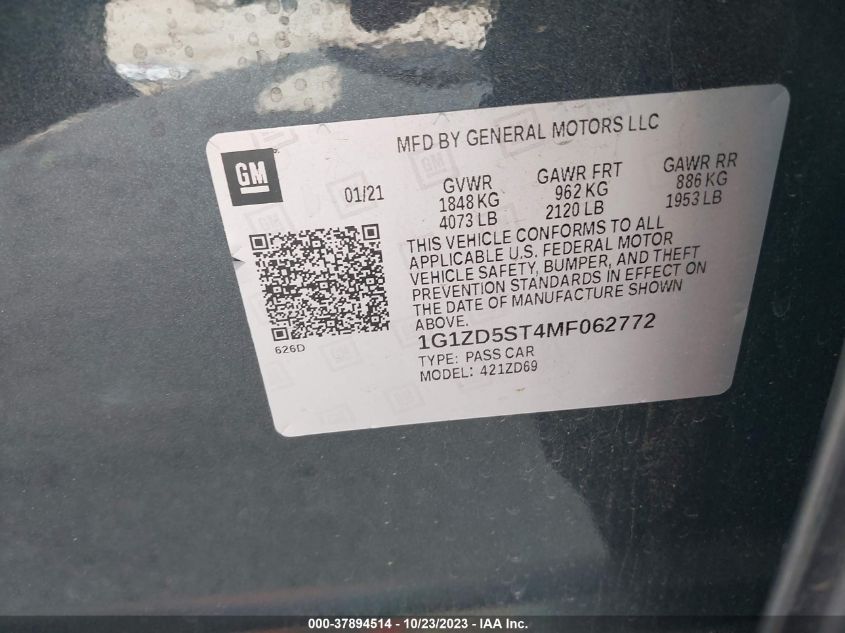 MFD BY GENERAL MOTORS LLC
GM
01/21
GVWR
1848 KG
4073 LB
GAWR FRT
962 KG
2120 LB
GAWR RR
886 KG
1953 LB
THIS VEHICLE CONFORMS TO ALL
APPLICABLE U.S. FEDERAL MOTOR
VEHICLE SAFETY, BUMPER, AND THEFT
PREVENTION STANDARDS IN EFFECT ON
THE DATE OF MANUFACTURE SHOWN
ABOVE.
626D
1G1ZD5ST4MF062772
TYPE: PASS CAR
MODEL: 421ZD69
000-37894514 - 10/23/2023 - IAA Inc.